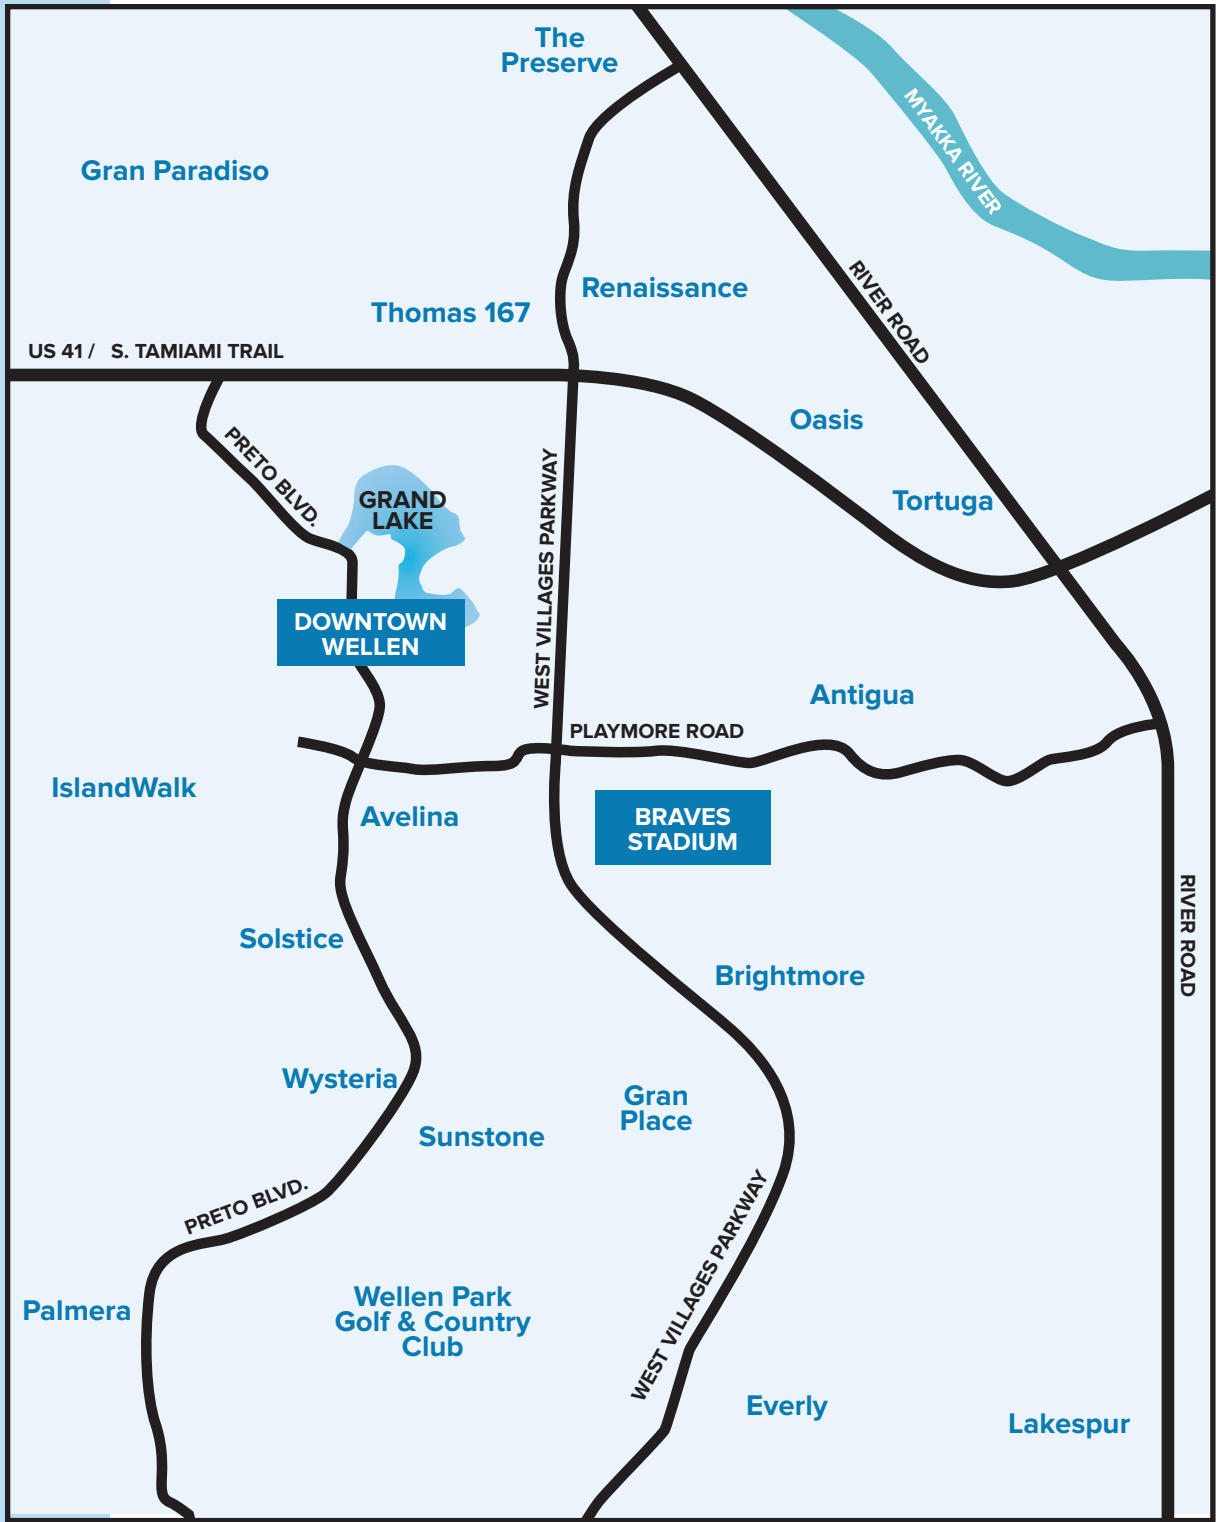 The
Preserve
MYAKKA RIVER
Gran Paradiso
Renaissance
RIVER ROAD
Thomas 167
US 41 / S. TAMIAMI TRAIL
Oasis
PRETO BLVD.
GRAND
LAKE
WEST VILLAGES PARKWAY
Tortuga
DOWNTOWN
WELLEN
Antigua
PLAYMORE ROAD
IslandWalk
Avelina
BRAVES
STADIUM
RIVER ROAD
Solstice
Brightmore
Wysteria
Gran
Place
Sunstone
PRETO BLVD.
WEST VILLAGES PARKWAY
Palmera
Wellen Park
Golf & Country
Club
Everly
Lakespur